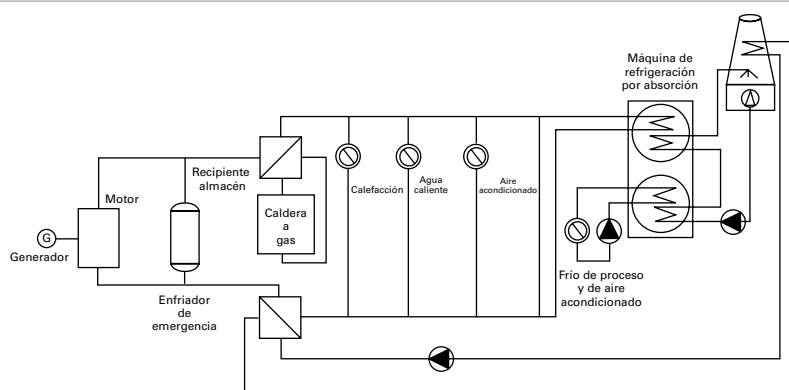 Máquina de
refrigeración
por absorción
Recipiente
almacén
Motor
Calefacción
Agua
caliente
Aire
acondicionado
Caldera
a
gas
G
Generador
Enfriador
de
emergencia
Frío de proceso
y de aire
acondicionado